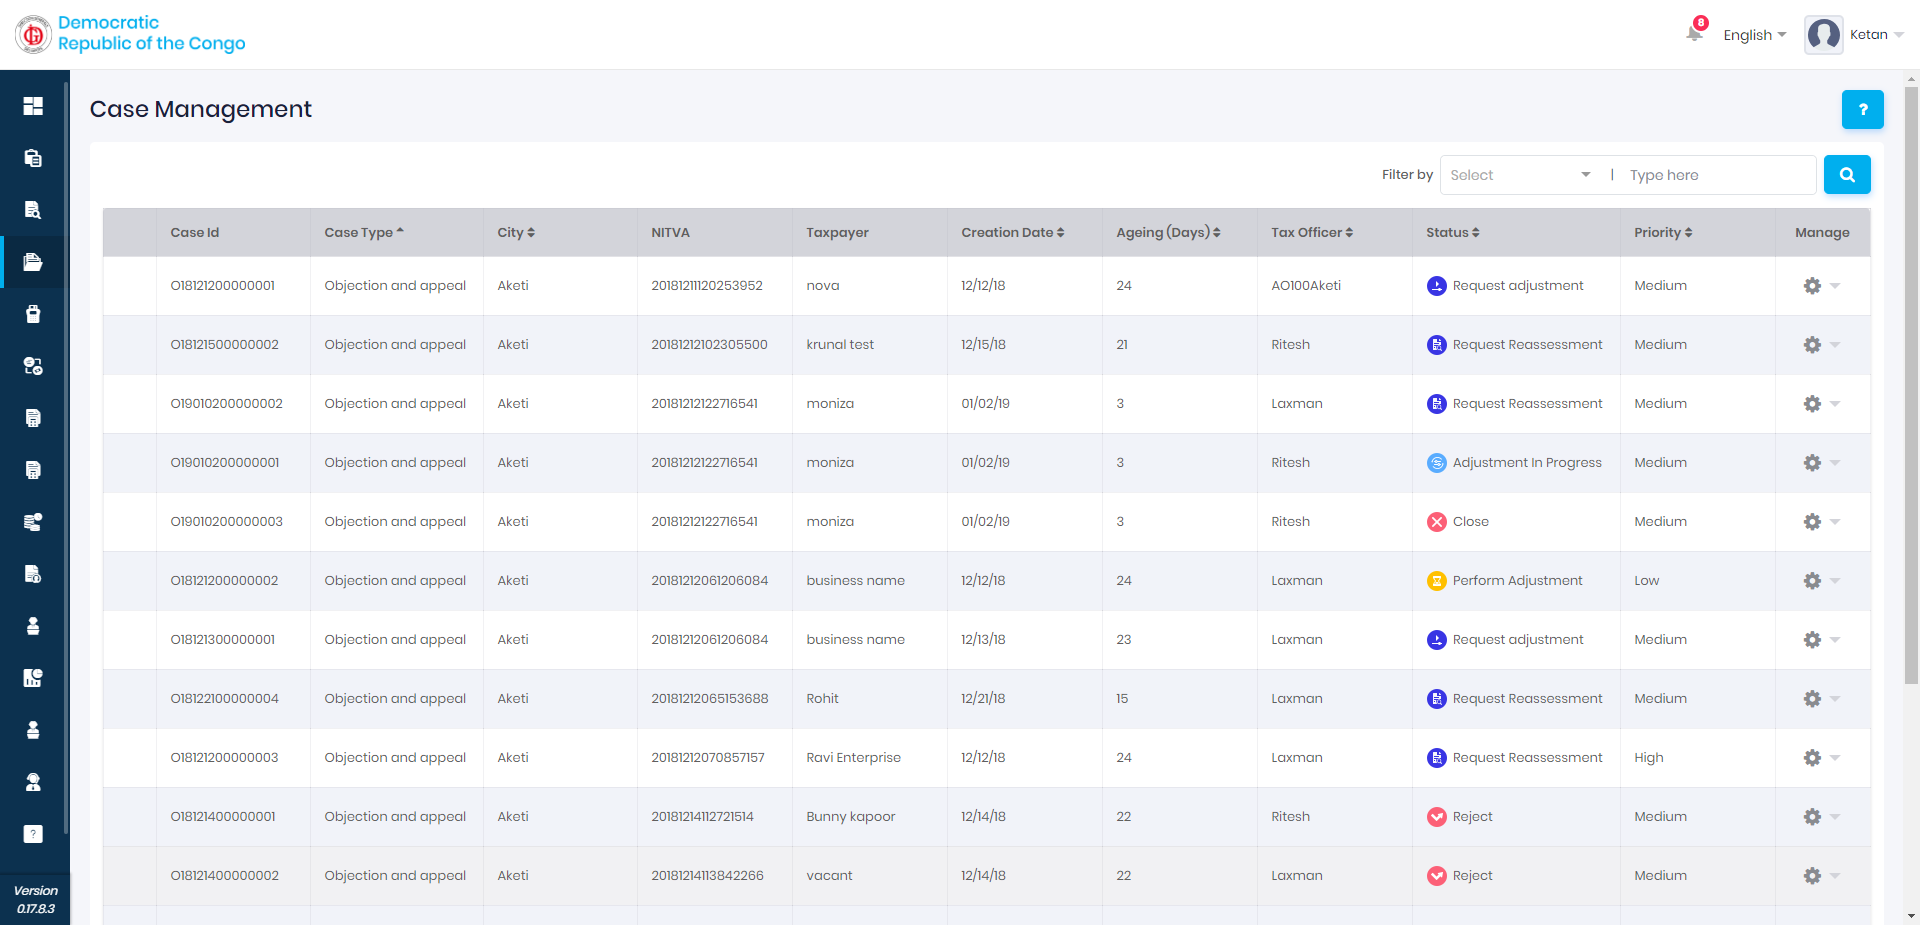 Democratic
Republic of the Congo
8
English
Ketan
Case Management
?
Filter by Select | Type here
Case Id Case Type City NITVA Taxpayer Creation Date Ageing (Days) Tax Officer Status Priority Manage
O18121200000001 Objection and appeal Aketi 20181211120253952 nova 12/12/18 24 AO100Aketi Request adjustment Medium
O18121500000002 Objection and appeal Aketi 20181212102305500 krunal test 12/15/18 21 Ritesh Request Reassessment Medium
O19010200000002 Objection and appeal Aketi 20181212122716541 moniza 01/02/19 3 Laxman Request Reassessment Medium
O19010200000001 Objection and appeal Aketi 20181212122716541 moniza 01/02/19 3 Ritesh Adjustment In Progress Medium
O19010200000003 Objection and appeal Aketi 20181212122716541 moniza 01/02/19 3 Ritesh Close Medium
O18121200000002 Objection and appeal Aketi 20181212061206084 business name 12/12/18 24 Laxman Perform Adjustment Low
O18121300000001 Objection and appeal Aketi 20181212061206084 business name 12/13/18 23 Laxman Request adjustment Medium
O18122100000004 Objection and appeal Aketi 20181212065153688 Rohit 12/21/18 15 Laxman Request Reassessment Medium
O18121200000003 Objection and appeal Aketi 20181212070857157 Ravi Enterprise 12/12/18 24 Laxman Request Reassessment High
O18121400000001 Objection and appeal Aketi 20181214112721514 Bunny kapoor 12/14/18 22 Ritesh Reject Medium
O18121400000002 Objection and appeal Aketi 20181214113842266 vacant 12/14/18 22 Laxman Reject Medium
?
Version
0.17.8.3